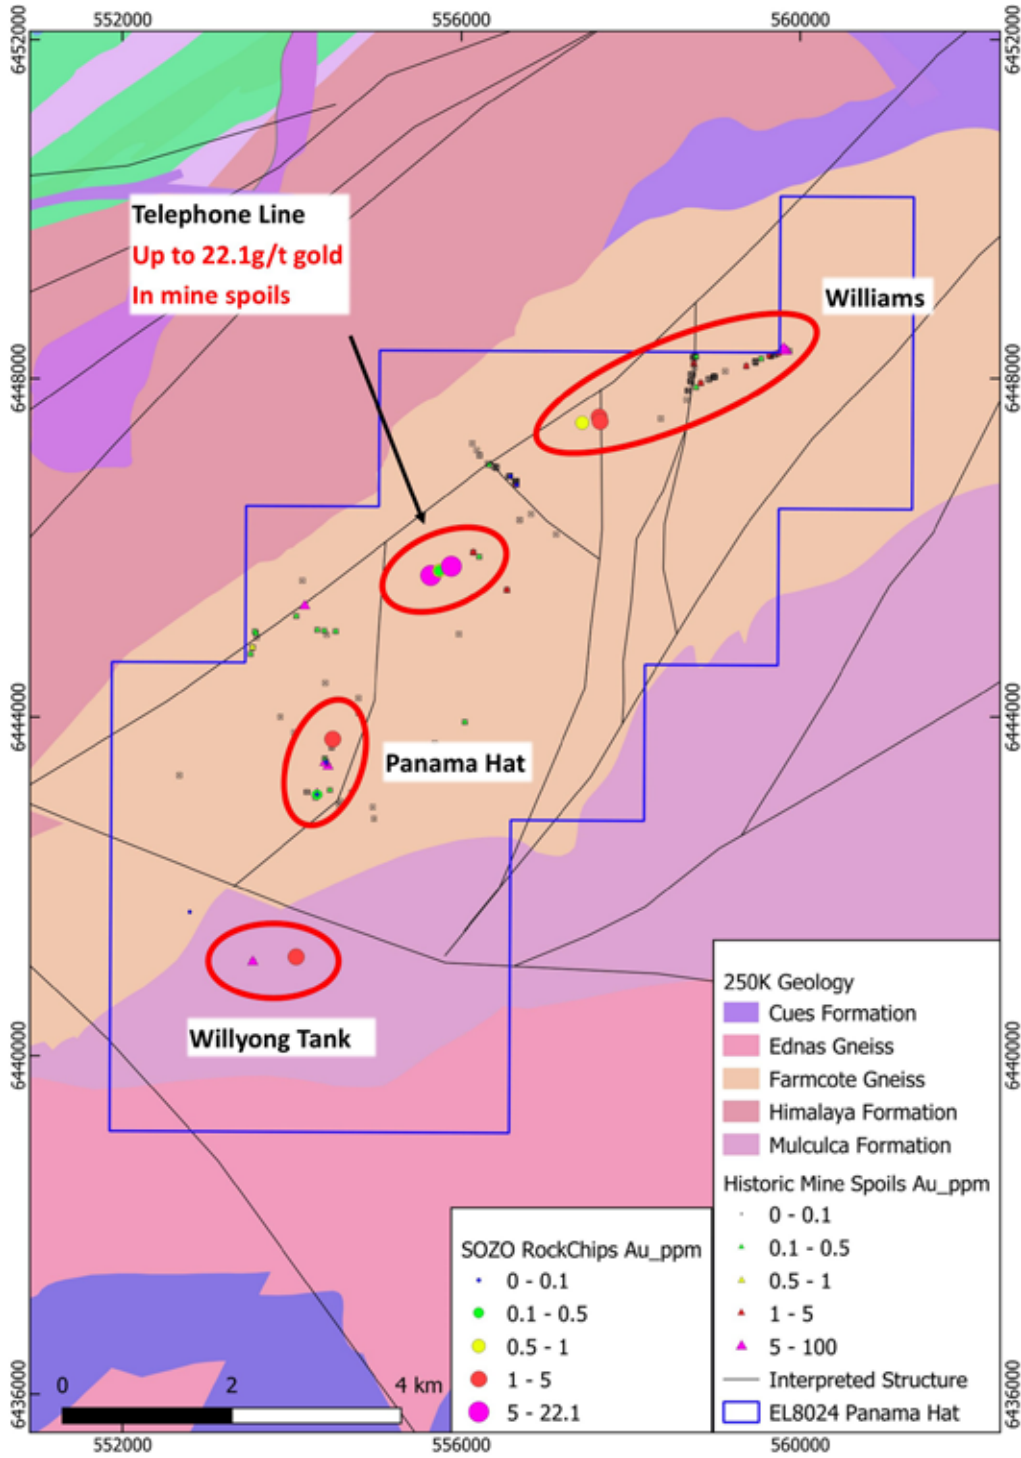 552000
556000
560000
6452000
6452000
Telephone Line
Up to 22.1g/t gold
In mine spoils
Williams
6448000
6448000
6444000
6444000
Panama Hat
Willyong Tank
6440000
6440000
250K Geology
Cues Formation
Ednas Gneiss
Farmcote Gneiss
Himalaya Formation
Mulculca Formation
Historic Mine Spoils Au_ppm
0 - 0.1
0.1 - 0.5
0.5 - 1
1 - 5
5 - 100
Interpreted Structure
EL8024 Panama Hat
SOZO RockChips Au_ppm
0 - 0.1
0.1 - 0.5
0.5 - 1
1 - 5
5 - 22.1
0 2 4 km
6436000
6436000
552000
556000
560000